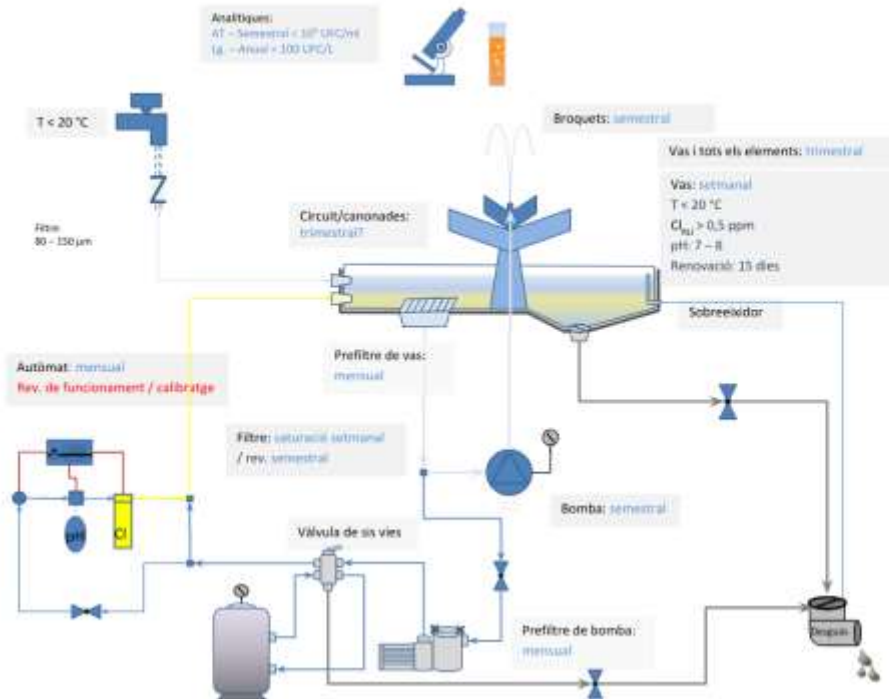 Analítiques:
AT – Semestral < 10⁵ UFC/ml
Lg. – Anual < 100 UFC/L
T < 20 °C
Broquets: semestral
Vas i tots els elements: trimestral
Vas: setmanal
T < 20 °C
Cl RLL > 0,5 ppm
pH: 7 – 8
Renovació: 15 dies
Filtre
80 – 150 µm
Circuit/canonades:
trimestral?
Sobreeixidor
Prefiltre de vas:
mensual
Autòmat: mensual
Rev. de funcionament / calibratge
Filtre: saturació setmanal
/ rev. semestral
Bomba: semestral
pH
Cl
Vàlvula de sis vies
Prefiltre de bomba:
mensual
Desguàs